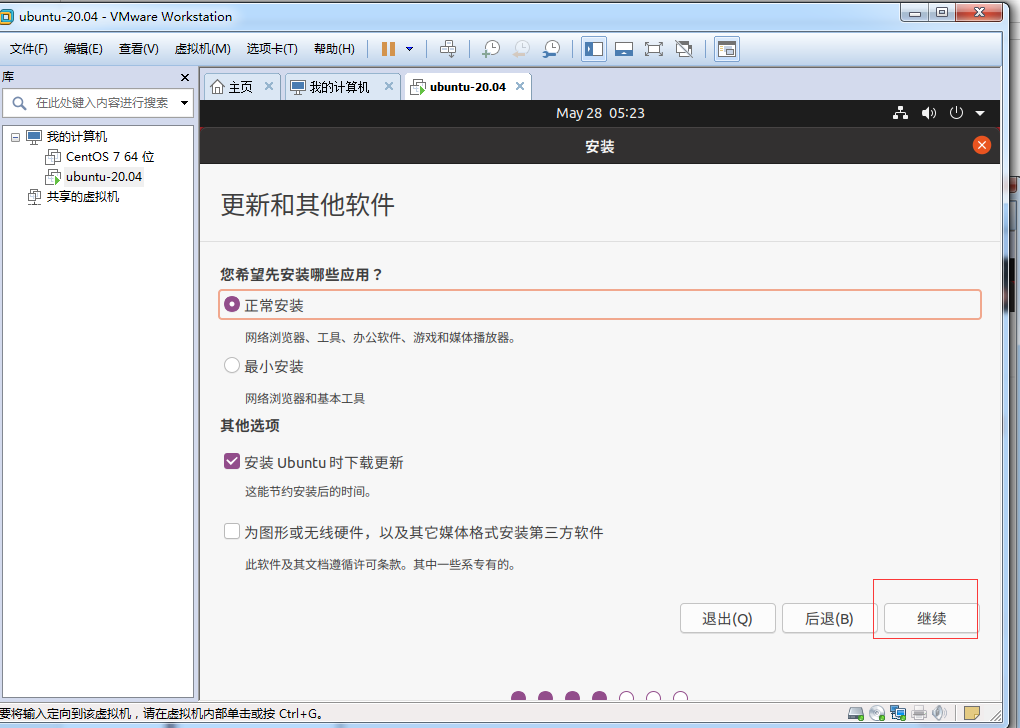 ubuntu-20.04 - VMware Workstation
文件(F) 编辑(E) 查看(V) 虚拟机(M) 选项卡(T) 帮助(H)
库
在此处键入内容进行搜索
我的计算机
CentOS 7 64 位
ubuntu-20.04
共享的虚拟机
主页 我的计算机 ubuntu-20.04
May 28 05:23
安装
更新和其他软件
您希望先安装哪些应用？
正常安装
网络浏览器、工具、办公软件、游戏和媒体播放器。
最小安装
网络浏览器和基本工具
其他选项
安装 Ubuntu 时下载更新
这能节约安装后的时间。
为图形或无线硬件，以及其它媒体格式安装第三方软件
此软件及其文档遵循许可条款。其中一些系专有的。
退出(Q) 后退(B) 继续
要将输入定向到该虚拟机，请在虚拟机内部单击或按 Ctrl+G。